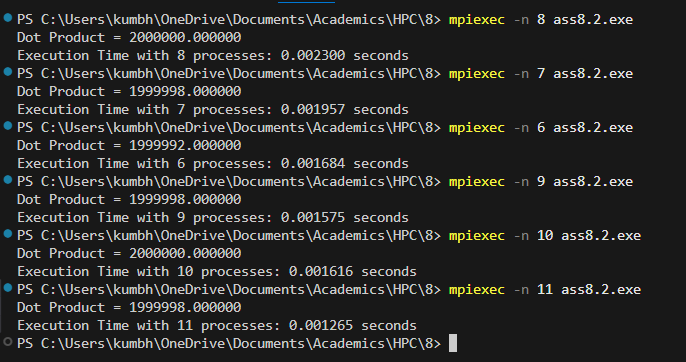 PS C:\Users\kumbh\OneDrive\Documents\Academics\HPC\8> mpiexec -n 8 ass8.2.exe
Dot Product = 2000000.000000
Execution Time with 8 processes: 0.002300 seconds
PS C:\Users\kumbh\OneDrive\Documents\Academics\HPC\8> mpiexec -n 7 ass8.2.exe
Dot Product = 1999998.000000
Execution Time with 7 processes: 0.001957 seconds
PS C:\Users\kumbh\OneDrive\Documents\Academics\HPC\8> mpiexec -n 6 ass8.2.exe
Dot Product = 1999992.000000
Execution Time with 6 processes: 0.001684 seconds
PS C:\Users\kumbh\OneDrive\Documents\Academics\HPC\8> mpiexec -n 9 ass8.2.exe
Dot Product = 1999998.000000
Execution Time with 9 processes: 0.001575 seconds
PS C:\Users\kumbh\OneDrive\Documents\Academics\HPC\8> mpiexec -n 10 ass8.2.exe
Dot Product = 2000000.000000
Execution Time with 10 processes: 0.001616 seconds
PS C:\Users\kumbh\OneDrive\Documents\Academics\HPC\8> mpiexec -n 11 ass8.2.exe
Dot Product = 1999998.000000
Execution Time with 11 processes: 0.001265 seconds
PS C:\Users\kumbh\OneDrive\Documents\Academics\HPC\8>